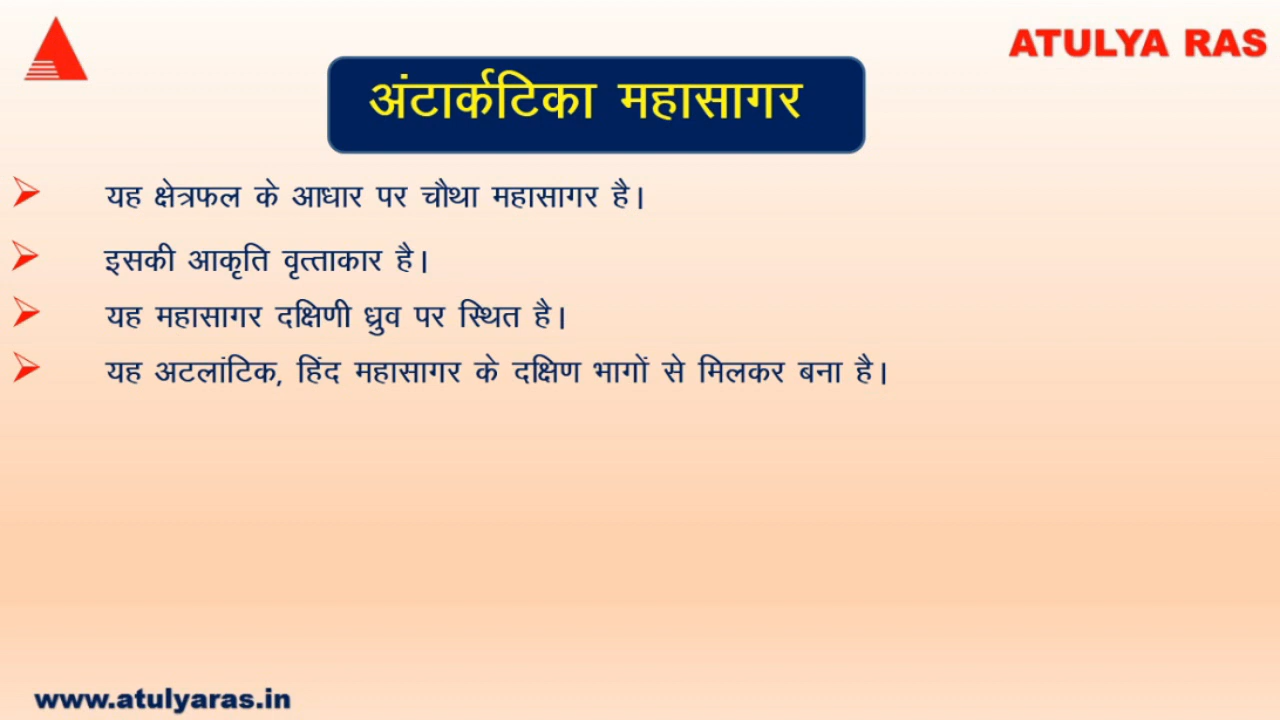 ATULYA RAS
अंटार्कटिका महासागर
यह क्षेत्रफल के आधार पर चौथा महासागर है।
इसकी आकृति वृत्ताकार है।
यह महासागर दक्षिणी ध्रुव पर स्थित है।
यह अटलांटिक, हिंद महासागर के दक्षिण भागों से मिलकर बना है।
www.atulyaras.in